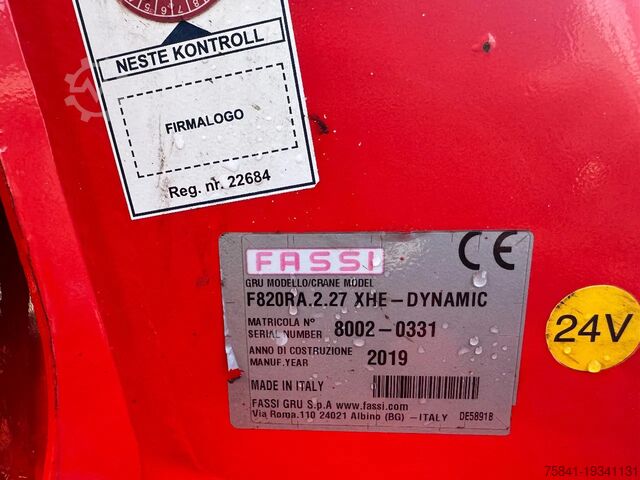 NESTE KONTROLL
FIRMALOGO
Reg. nr. 22684
FASSI
CE
GRU MODELLO/CRANE MODEL
F820RA.2.27 XHE-DYNAMIC
MATRICOLA N°
SERIAL NUMBER 8002-0331
ANNO DI COSTRUZIONE
MANUF.YEAR 2019
MADE IN ITALY
FASSI GRU S.p.A www.fassi.com
Via Roma.110 24021 Albino (BG) -ITALY DE5891B
24V
75841-19341131